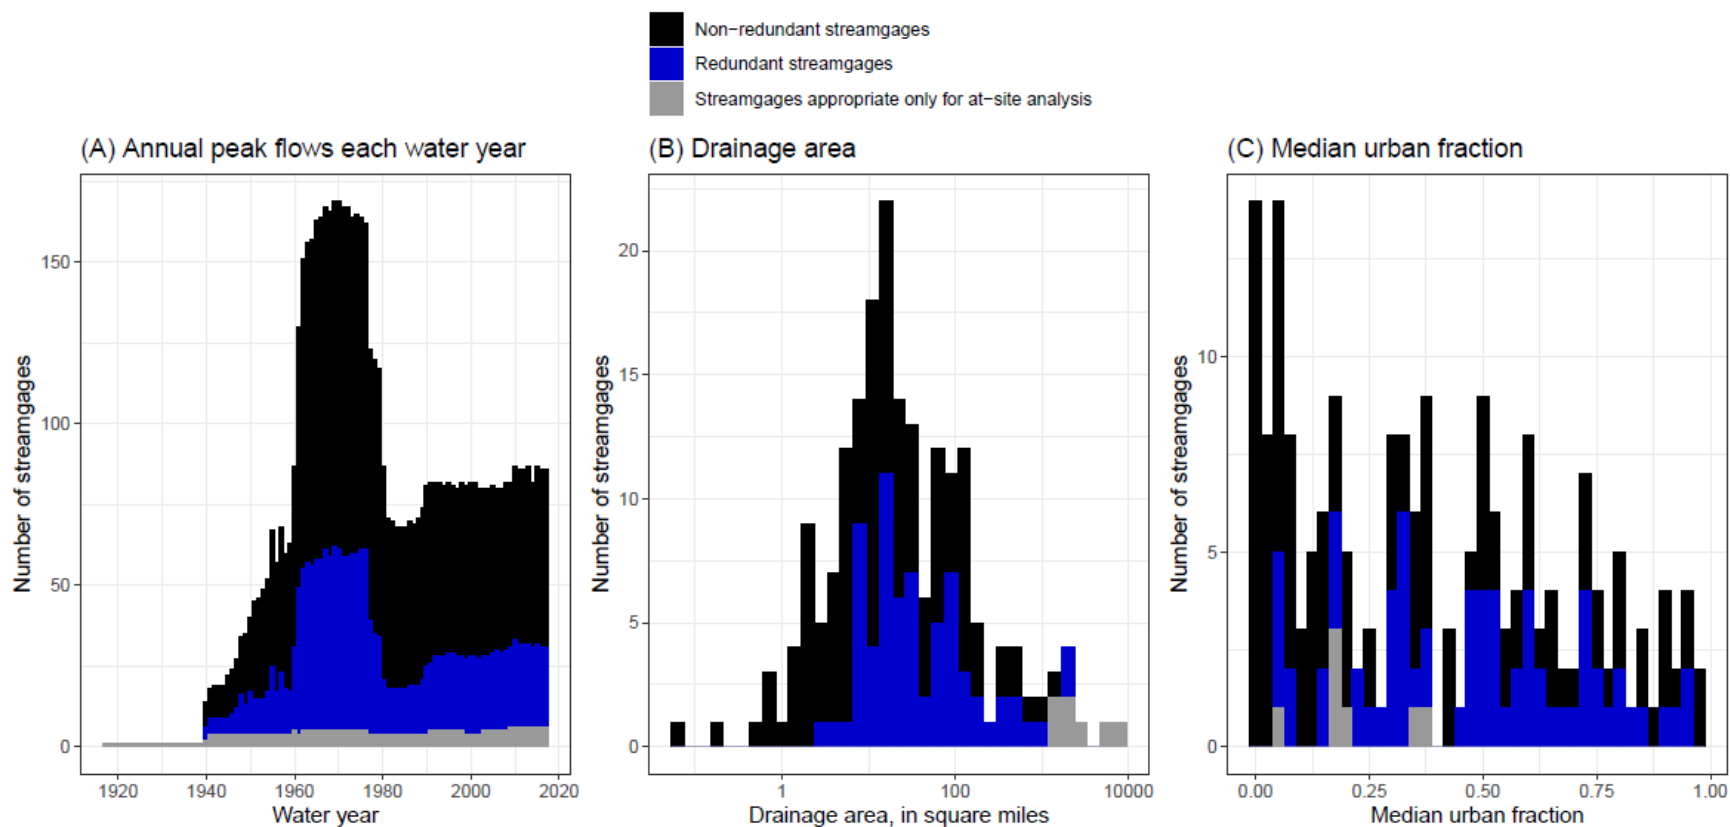 Non−redundant streamgages
Redundant streamgages
Streamgages appropriate only for at−site analysis
(A) Annual peak flows each water year
Number of streamgages
150
100
50
0
1920 1940 1960 1980 2000 2020
Water year
(B) Drainage area
Number of streamgages
20
15
10
5
0
1 100 10000
Drainage area, in square miles
(C) Median urban fraction
Number of streamgages
10
5
0
0.00 0.25 0.50 0.75 1.00
Median urban fraction